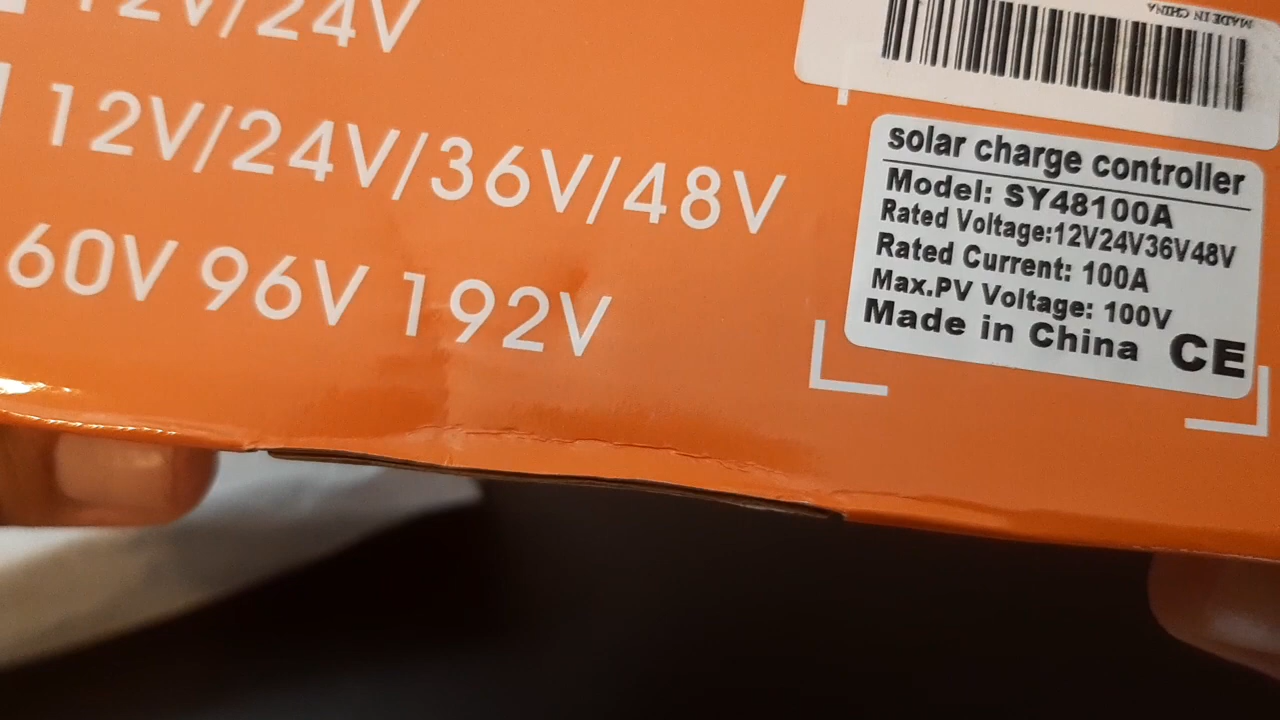 12V/24V
12V/24V/36V/48V
60V 96V 192V
MADE IN CHINA
solar charge controller
Model: SY48100A
Rated Voltage:12V24V36V48V
Rated Current: 100A
Max.PV Voltage: 100V
Made in China CE